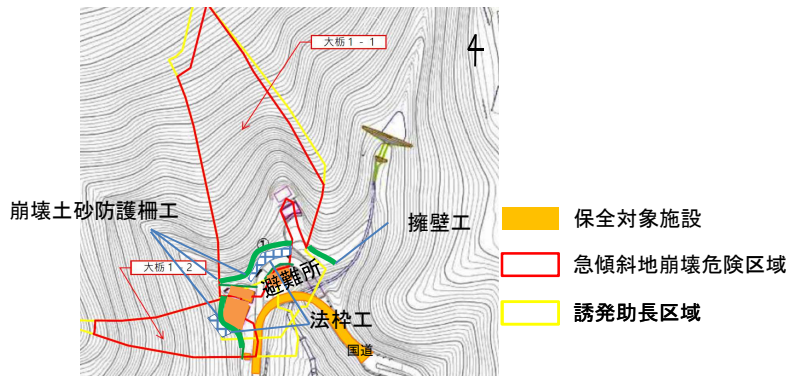 大栃1-1
崩壊土砂防護柵工
擁壁工
①
大栃1-2
避難所
法枠工
国道
保全対象施設
急傾斜地崩壊危険区域
誘発助長区域